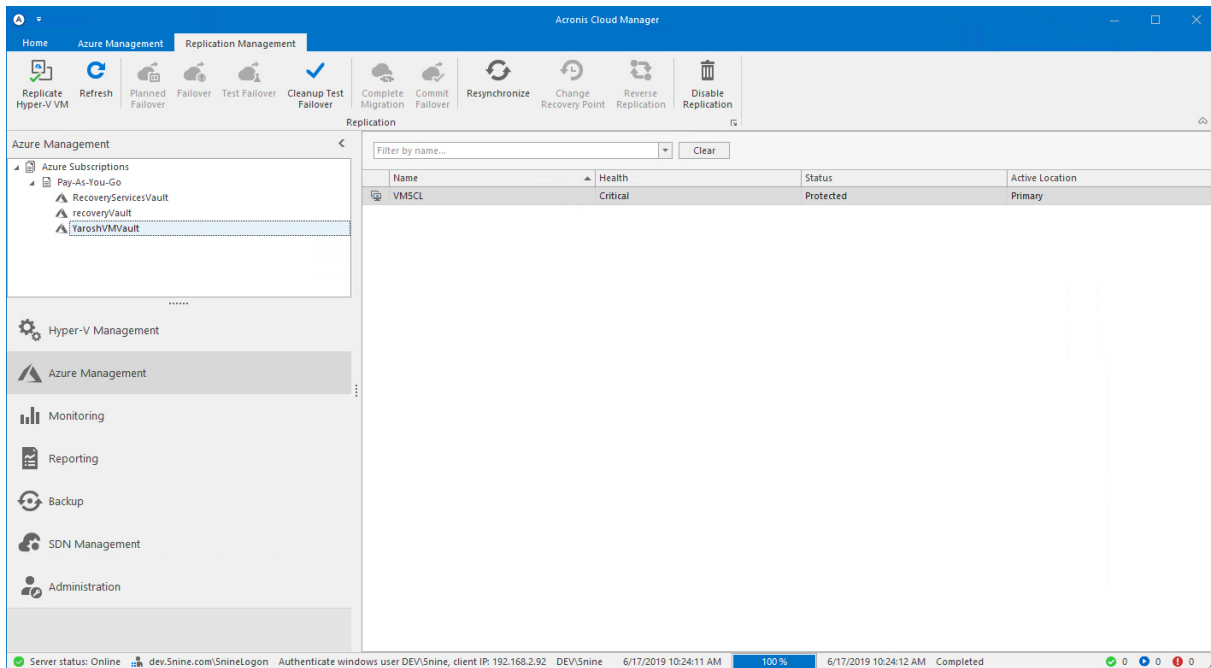 Acronis Cloud Manager
Home Azure Management Replication Management
Replicate Hyper-V VM
Refresh
Planned Failover
Failover
Test Failover
Cleanup Test Failover
Complete Migration
Commit Failover
Resynchronize
Change Recovery Point
Reverse Replication
Disable Replication
Replication
Azure Management
Azure Subscriptions
Pay-As-You-Go
RecoveryServicesVault
recoveryVault
YaroshVMVault
Hyper-V Management
Azure Management
Monitoring
Reporting
Backup
SDN Management
Administration
Filter by name... Clear
Name Health Status Active Location
VM5CL Critical Protected Primary
Server status: Online dev.5nine.com\5nineLogon Authenticate windows user DEV\5nine, client IP: 192.168.2.92 DEV\5nine 6/17/2019 10:24:11 AM 100 % 6/17/2019 10:24:12 AM Completed 0 0 0